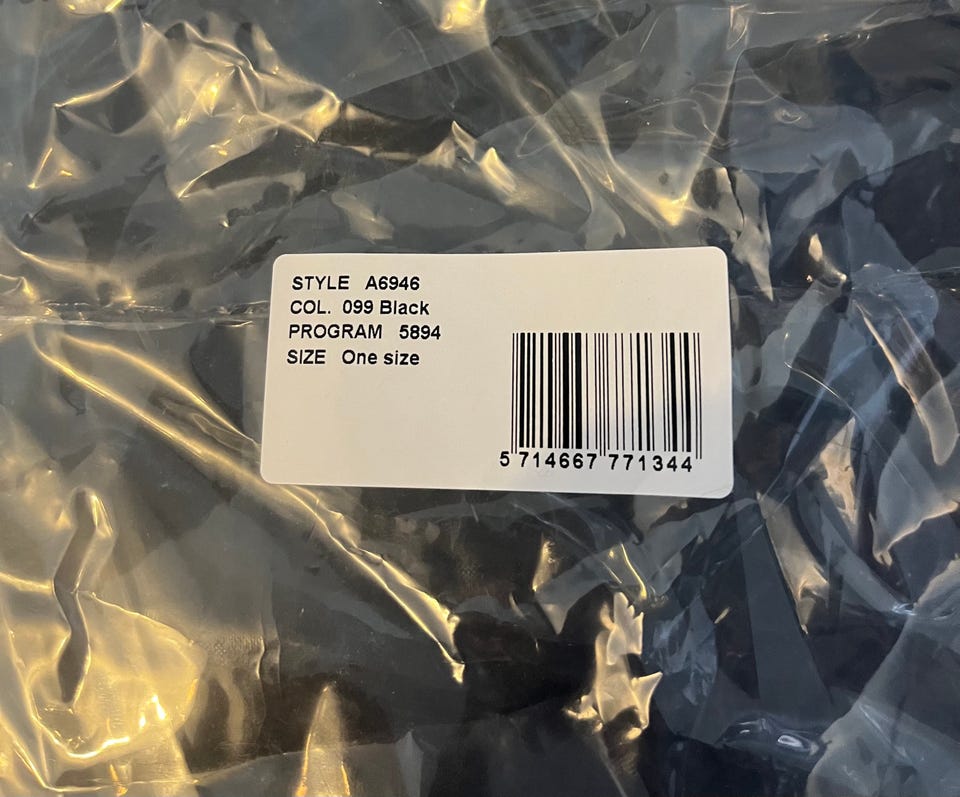 STYLE A6946
COL. 099 Black
PROGRAM 5894
SIZE One size
5 714667 771344